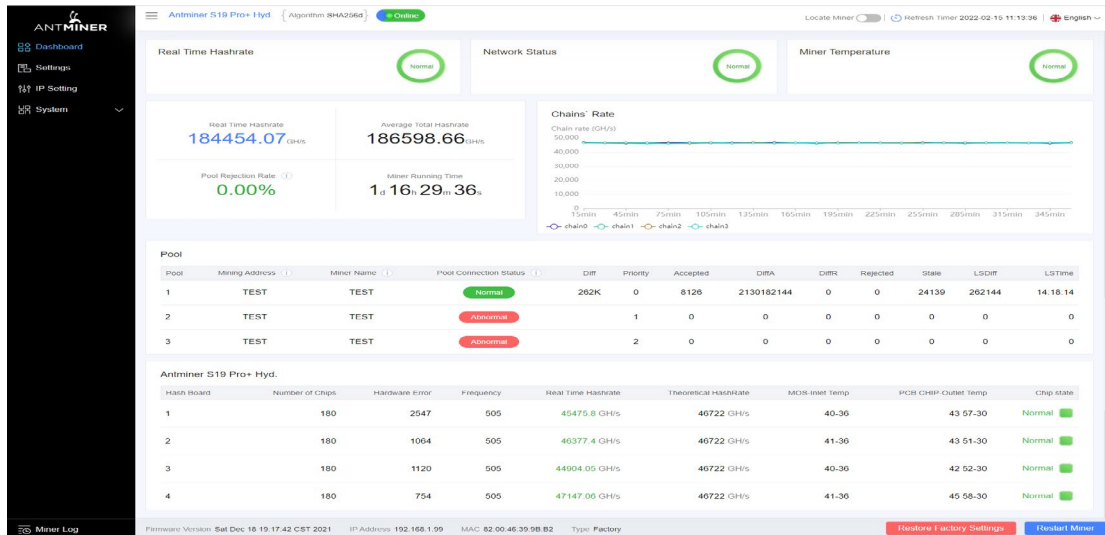 ANTMINER
Antminer S19 Pro+ Hyd. {Algorithm SHA256d} Online
Locate Miner Refresh Timer 2022-02-15 11:13:36 English
Dashboard
Settings
IP Setting
System
Real Time Hashrate Normal
Network Status Normal
Miner Temperature Normal
Real Time Hashrate
184454.07 GH/s
Average Total Hashrate
186598.66 GH/s
Pool Rejection Rate
0.00%
Miner Running Time
1d 16h 29m 36s
Chains` Rate
Chain rate (GH/s)
50,000
40,000
30,000
20,000
10,000
0
15min 45min 75min 105min 135min 165min 195min 225min 255min 285min 315min 345min
chain0 chain1 chain2 chain3
Pool
Pool Mining Address Miner Name Pool Connection Status Diff Priority Accepted DiffA DiffR Rejected Stale LSDiff LSTime
1 TEST TEST Normal 262K 0 8126 2130182144 0 0 24139 262144 14.18.14
2 TEST TEST Abnormal 1 0 0 0 0 0 0 0
3 TEST TEST Abnormal 2 0 0 0 0 0 0 0
Antminer S19 Pro+ Hyd.
Hash Board Number of Chips Hardware Error Frequency Real Time Hashrate Theoretical HashRate MOS-Inlet Temp PCB CHIP-Outlet Temp Chip state
1 180 2547 505 45475.8 GH/s 46722 GH/s 40-36 43 57-30 Normal
2 180 1064 505 46377.4 GH/s 46722 GH/s 41-36 43 51-30 Normal
3 180 1120 505 44904.05 GH/s 46722 GH/s 40-36 42 52-30 Normal
4 180 754 505 47147.06 GH/s 46722 GH/s 41-36 45 58-30 Normal
Miner Log
Firmware Version Sat Dec 18 19:17:42 CST 2021 IP Address 192.168.1.99 MAC 82:00:46:39:9B:B2 Type Factory
Restore Factory Settings
Restart Miner